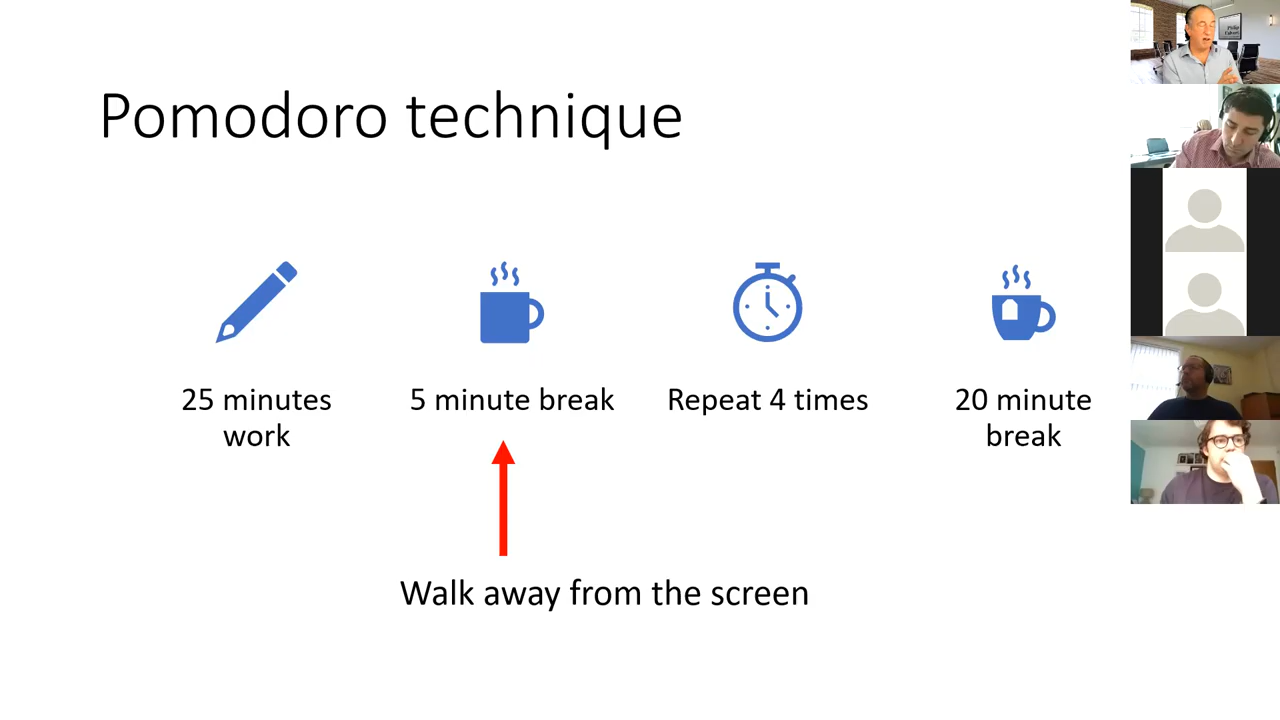 Pomodoro technique
25 minutes
work
5 minute break
Repeat 4 times
20 minute
break
Walk away from the screen